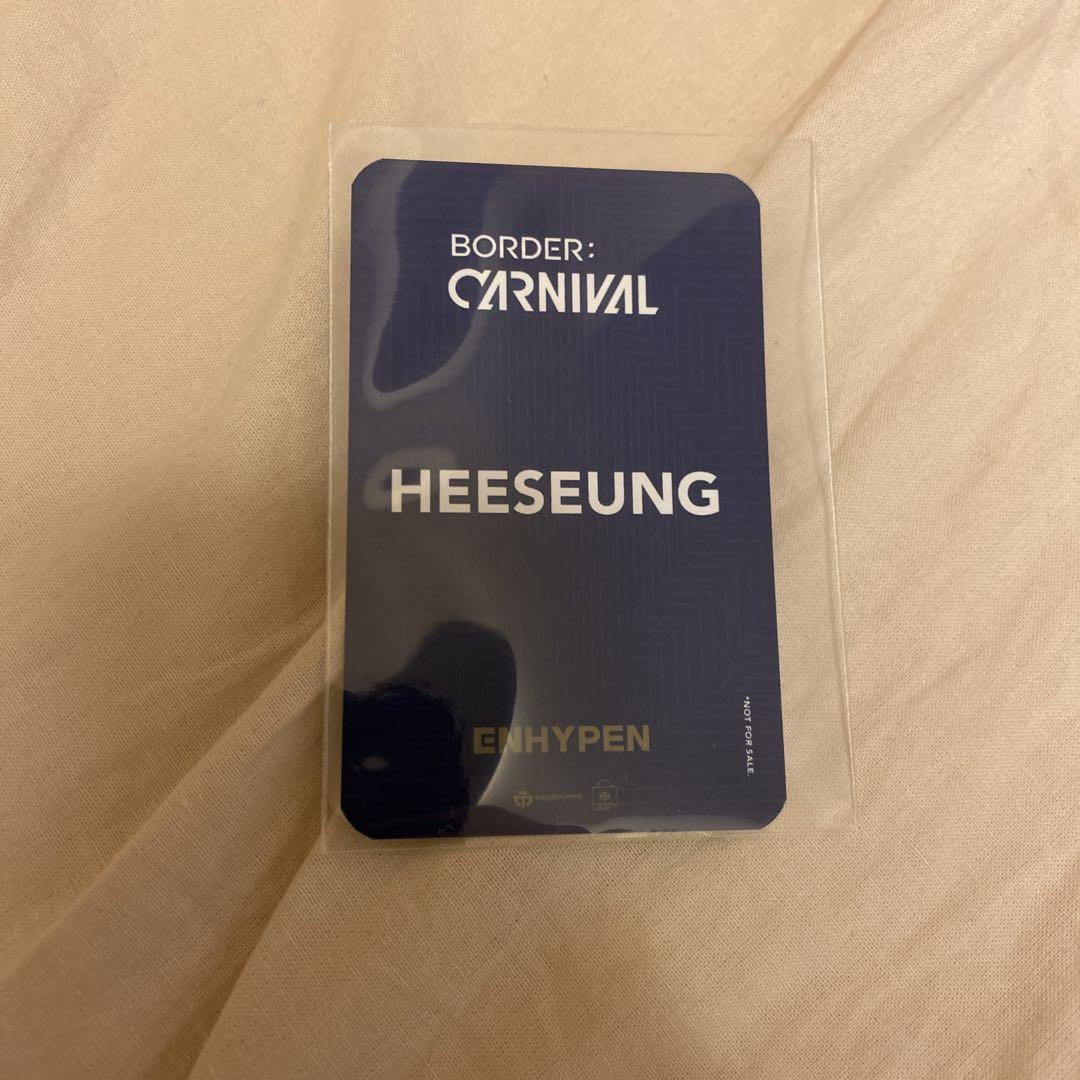 BORDER:
CARNIVAL
HEESEUNG
ENHYPEN
*NOT FOR SALE.